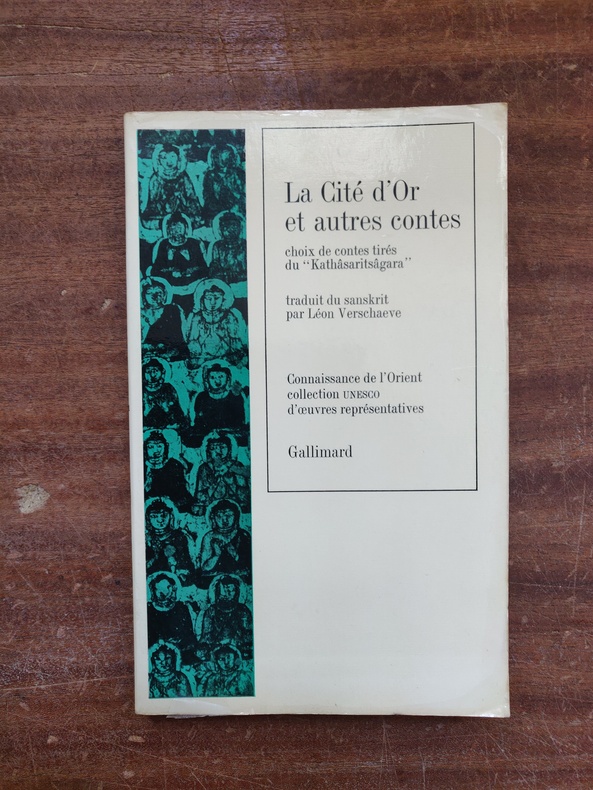 La Cité d'Or
et autres contes
choix de contes tirés
du “Kathâsaritsâgara”
traduit du sanskrit
par Léon Verschaeve
Connaissance de l'Orient
collection UNESCO
d'œuvres représentatives
Gallimard